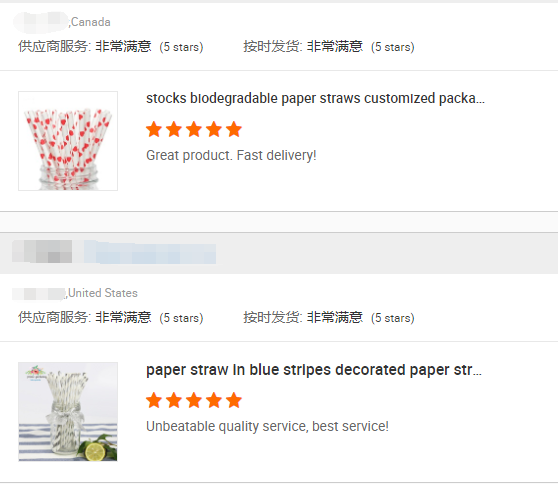 ,Canada
供应商服务: 非常满意 (5 stars) 按时发货: 非常满意 (5 stars)
stocks biodegradable paper straws customized packa...
Great product. Fast delivery!
,United States
供应商服务: 非常满意 (5 stars) 按时发货: 非常满意 (5 stars)
paper straw in blue stripes decorated paper str...
Unbeatable quality service, best service!